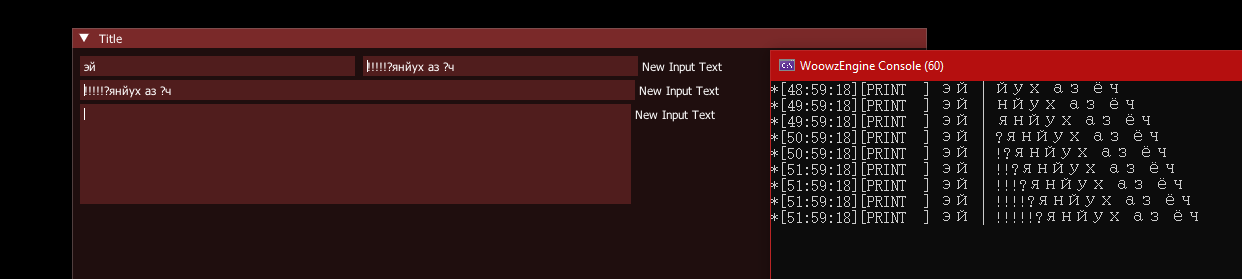 Title
эй !!!!!?янйух аз ?ч New Input Text
!!!!!?янйух аз ?ч New Input Text
New Input Text
WoowzEngine Console (60)
*[48:59:18][PRINT ] эй | йух аз ёч
*[49:59:18][PRINT ] эй | нйух аз ёч
*[49:59:18][PRINT ] эй | янйух аз ёч
*[50:59:18][PRINT ] эй | ?янйух аз ёч
*[50:59:18][PRINT ] эй | !?янйух аз ёч
*[51:59:18][PRINT ] эй | !!?янйух аз ёч
*[51:59:18][PRINT ] эй | !!!?янйух аз ёч
*[51:59:18][PRINT ] эй | !!!!?янйух аз ёч
*[51:59:18][PRINT ] эй | !!!!!?янйух аз ёч